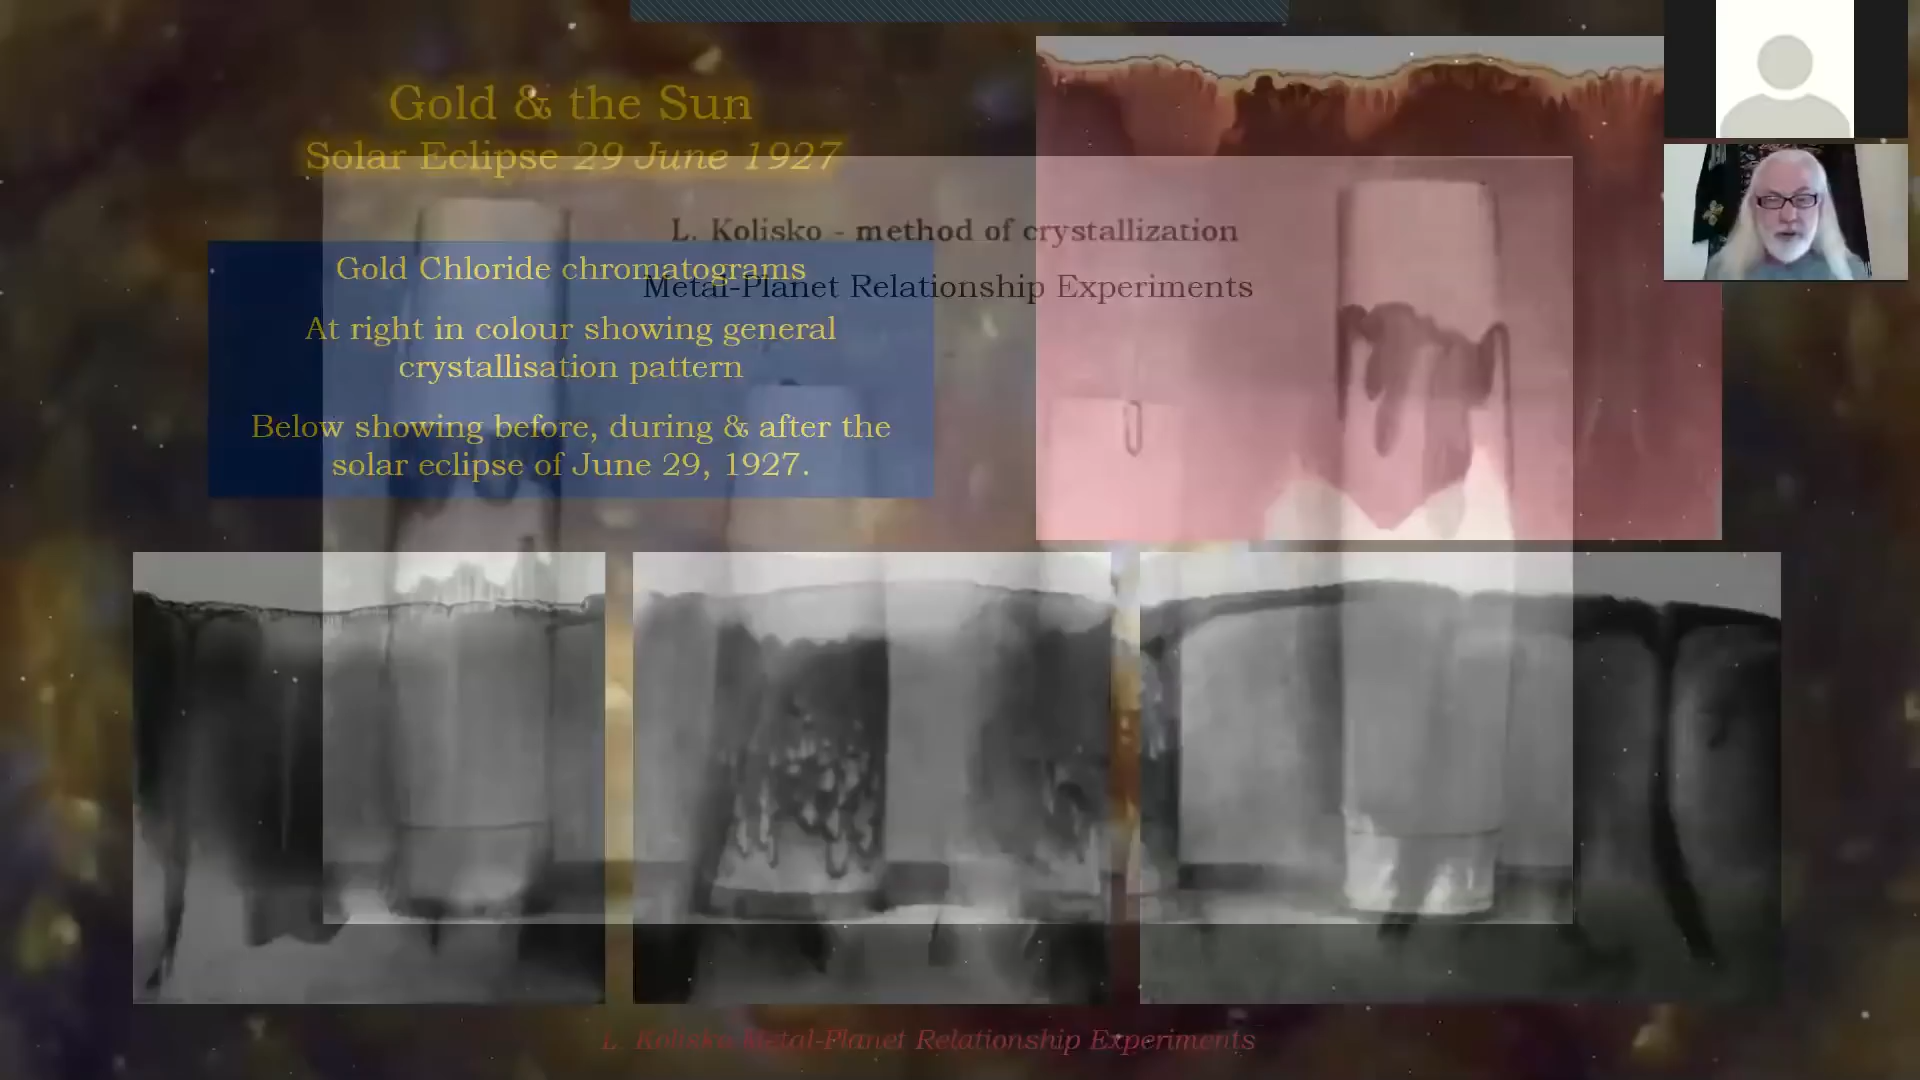 Gold & the Sun
Solar Eclipse 29 June 1927
L. Kolisko - method of crystallization
Metal-Planet Relationship Experiments
Gold Chloride chromatograms
At right in colour showing general
crystallisation pattern
Below showing before, during & after the
solar eclipse of June 29, 1927.
L. Kolisko Metal-Planet Relationship Experiments